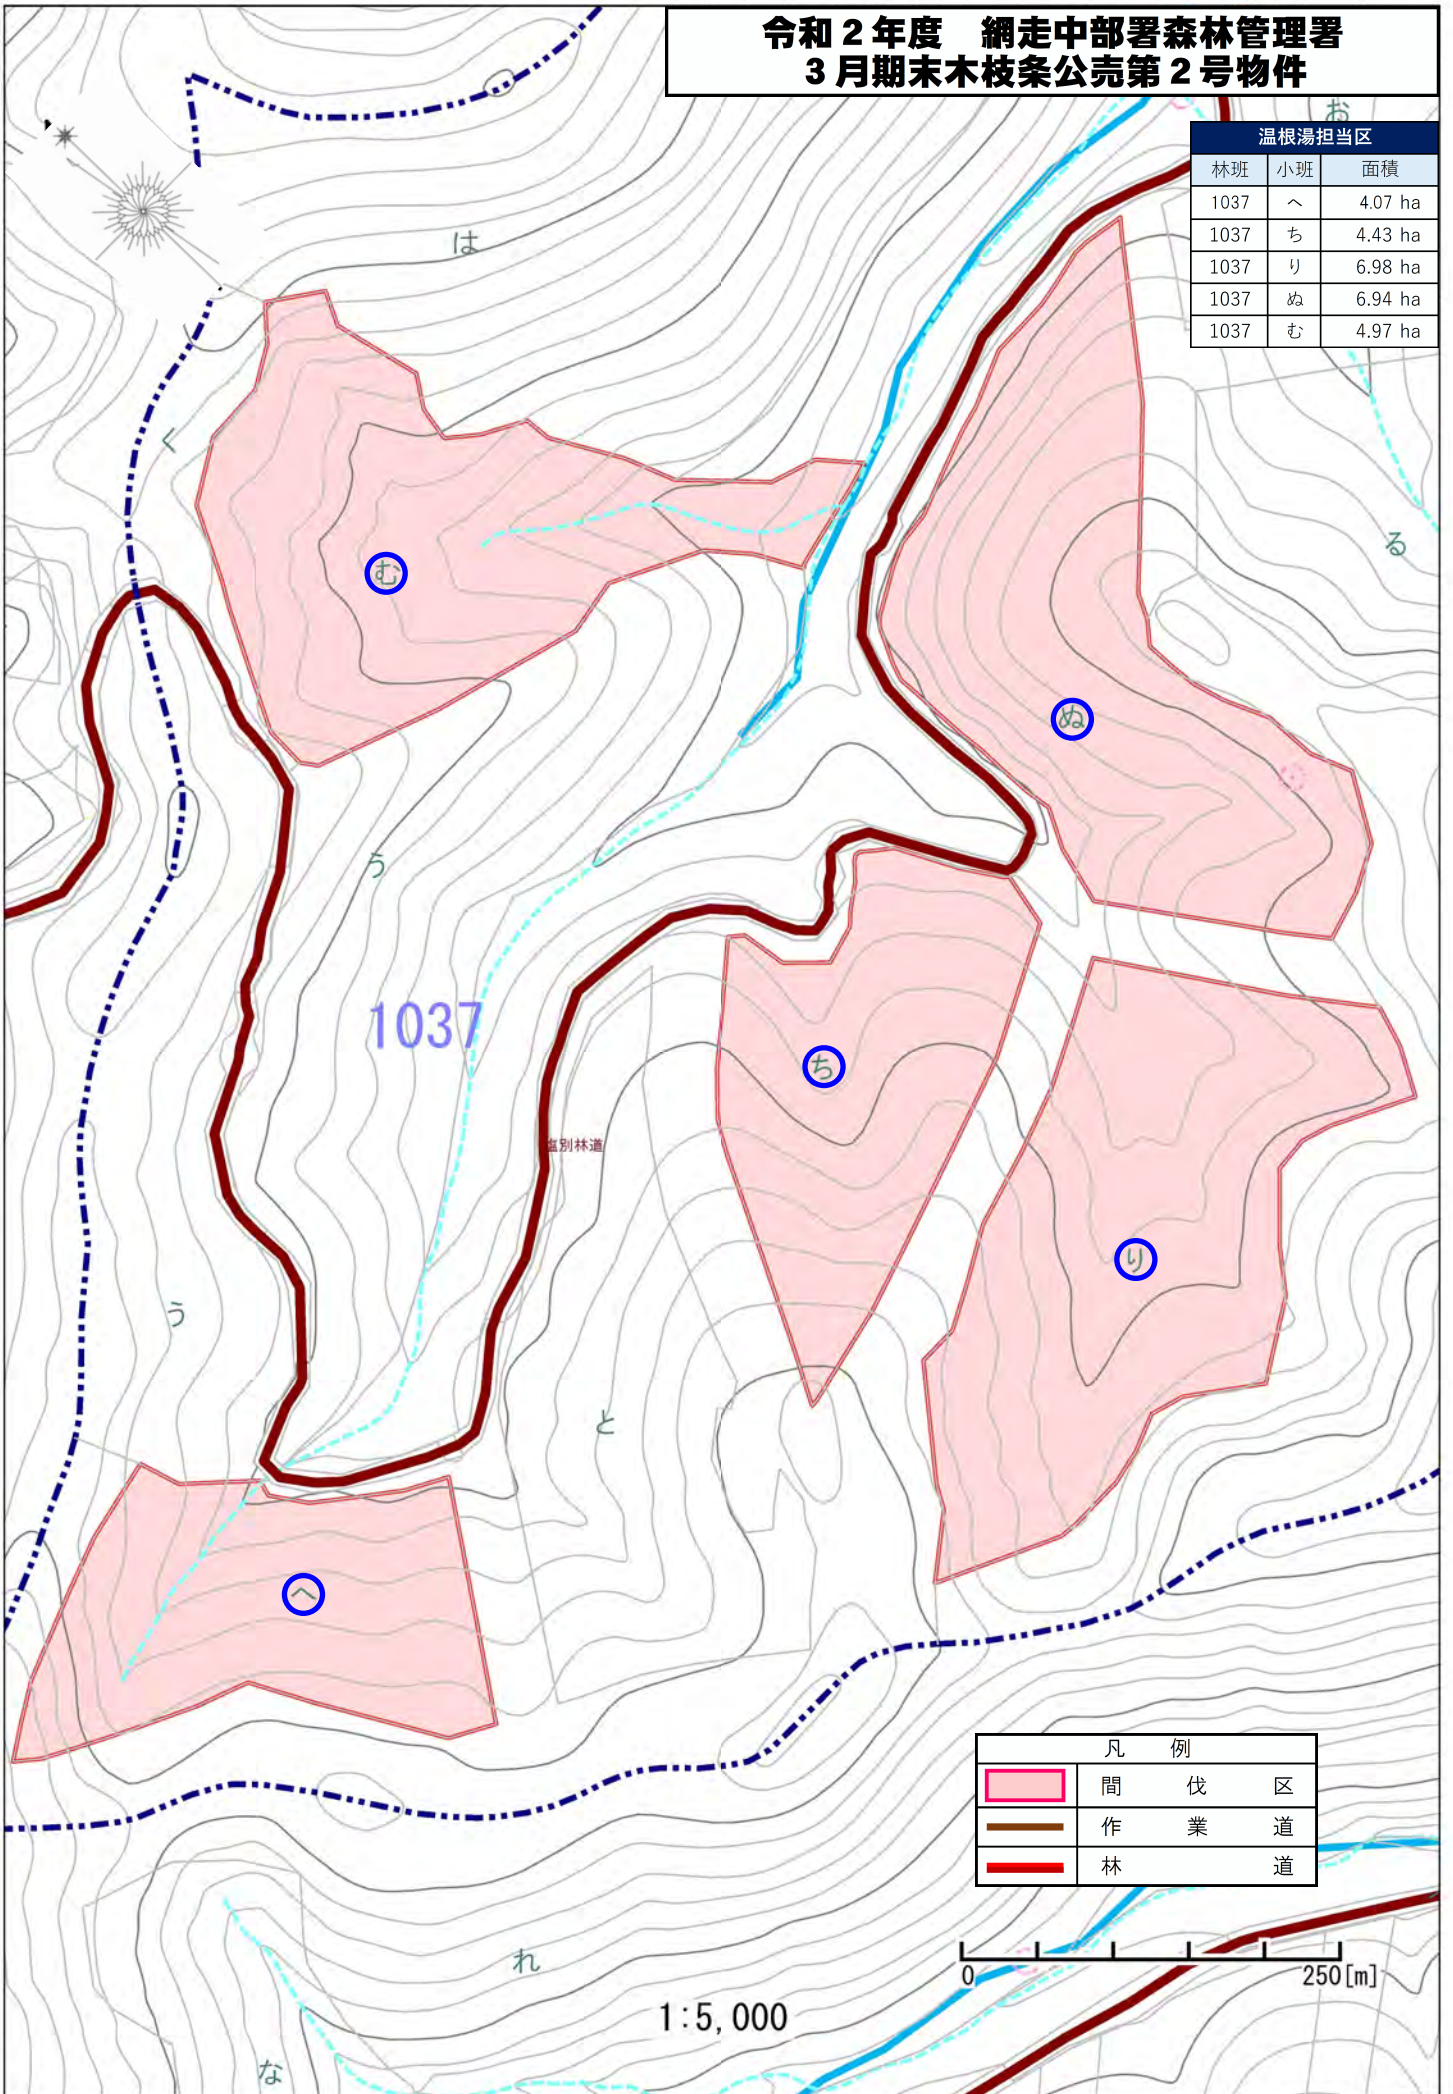 令和２年度　網走中部署森林管理署
３月期末木枝条公売第２号物件
お
温根湯担当区
林班 小班 面積
1037 へ 4.07 ha
1037 ち 4.43 ha
1037 り 6.98 ha
1037 ぬ 6.94 ha
1037 む 4.97 ha
は
く
る
む
ぬ
う
1037
ち
塩別林道
り
う
と
へ
凡　例
間　伐　区
作　業　道
林　道
れ
0 250[m]
1:5,000
な